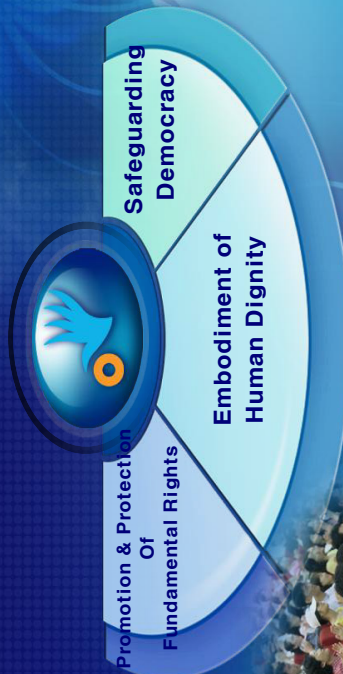 Promotion & Protection
Of
Fundamental Rights
Embodiment of
Human Dignity
Safeguarding
Democracy